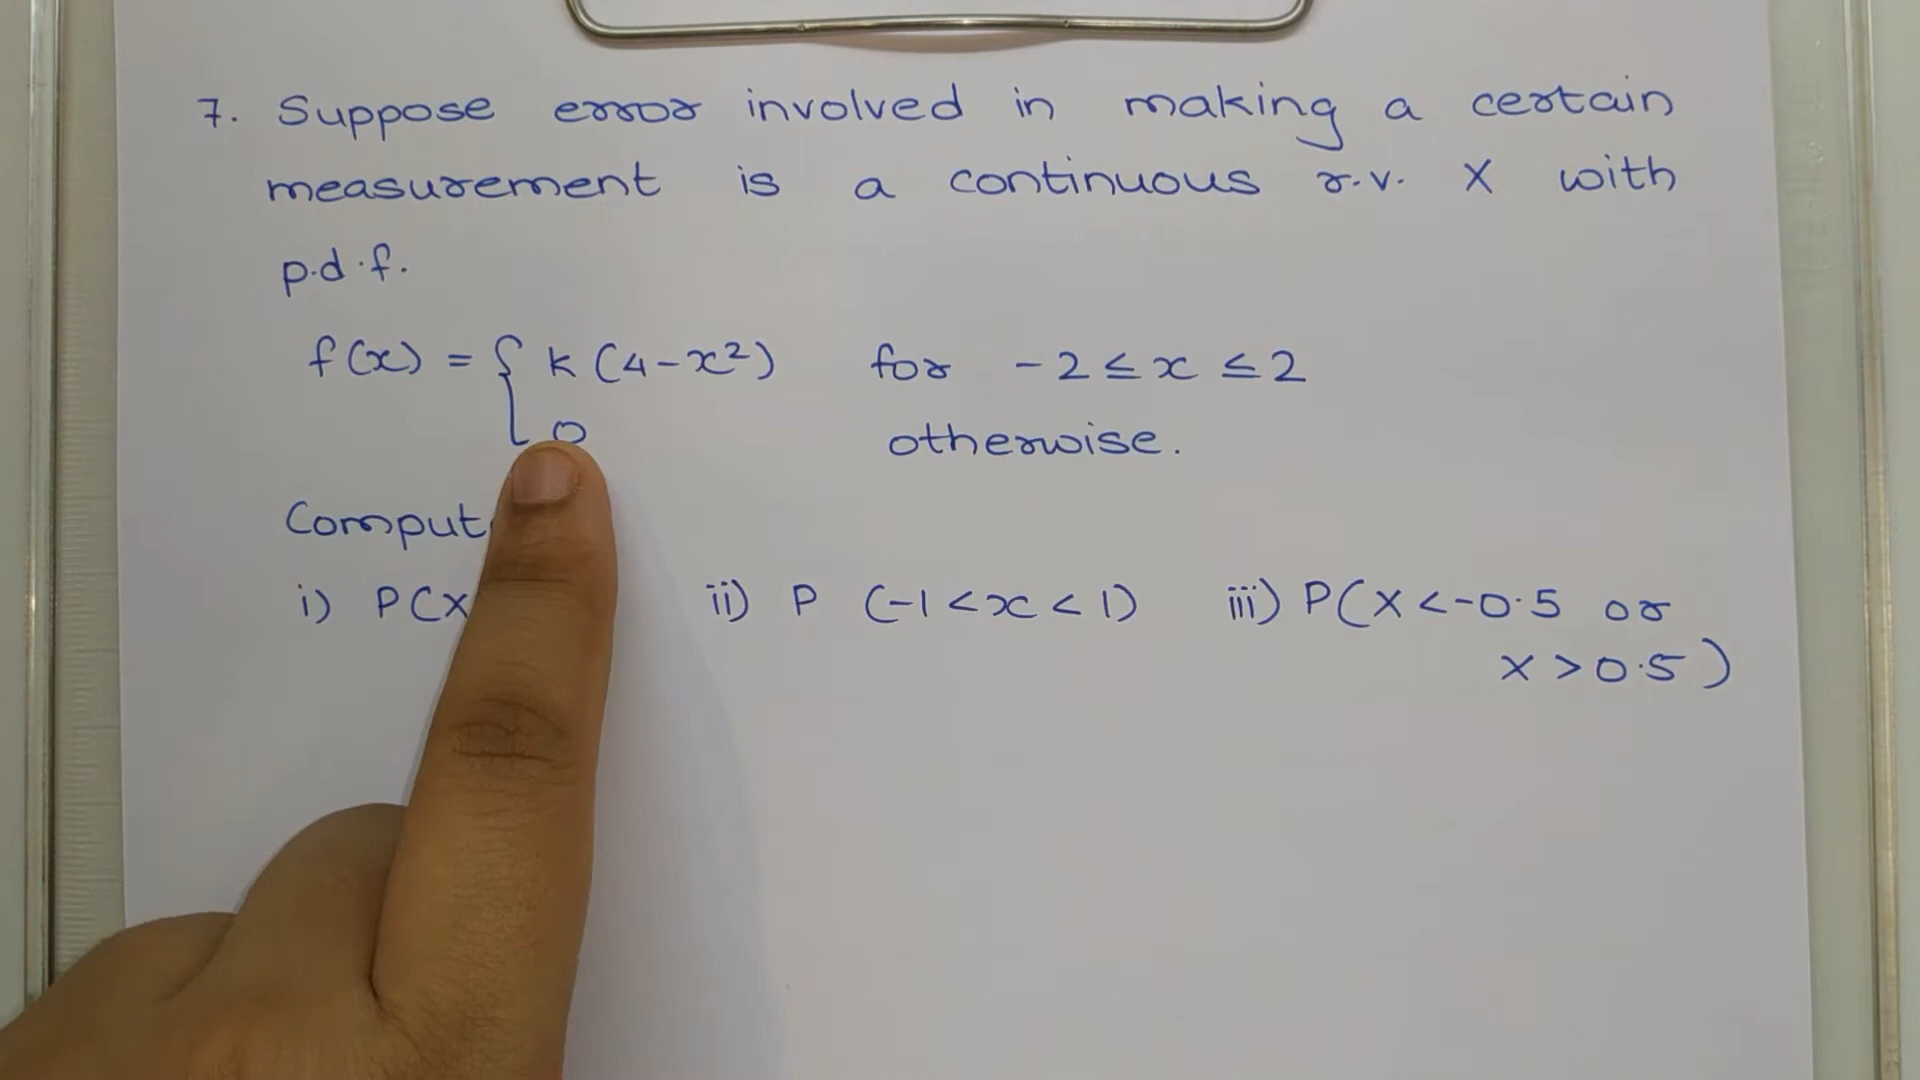 7. Suppose error involved in making a certain
measurement is a continuous r.v. X with
p.d.f.
f(x) = { k(4-x²) for -2≤x≤2
0 otherwise.
Comput
i) P(X ii) P (-1<x<1) iii) P(X<-0.5 or
X>0.5)